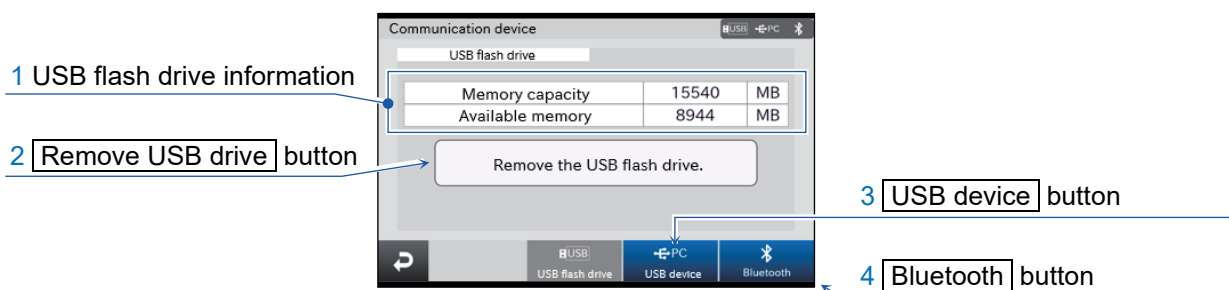 Communication device
USB PC
USB flash drive
1 USB flash drive information
Memory capacity 15540 MB
Available memory 8944 MB
2 Remove USB drive button
Remove the USB flash drive.
3 USB device button
USB PC
USB flash drive USB device Bluetooth
4 Bluetooth button